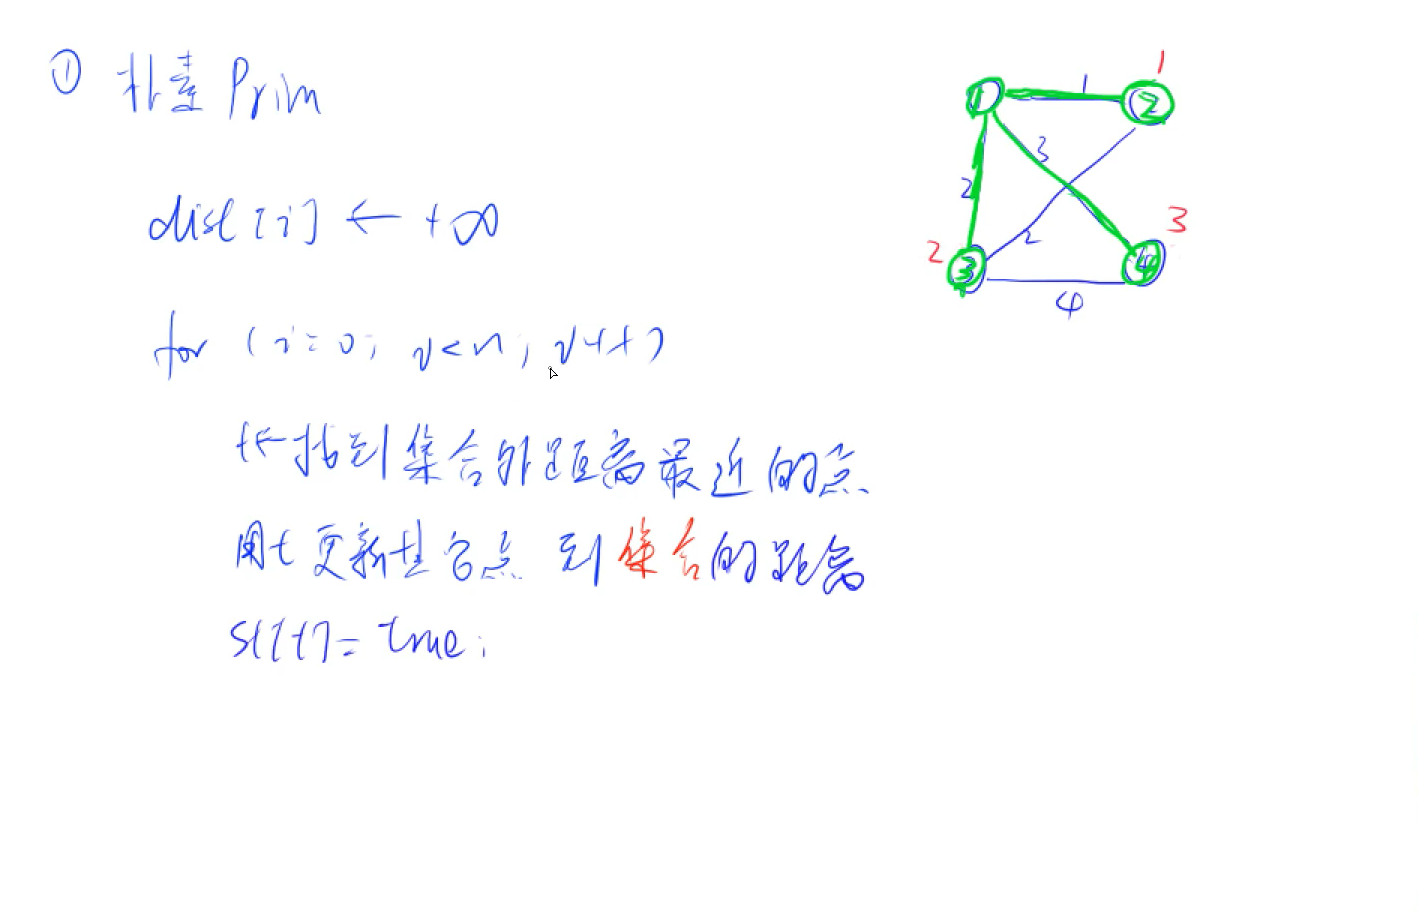 ① 朴素 Prim
dist[i] ← +∞
for (i=0; i<n; i++)
t←找到集合外距离最近的点
用t更新其它点到集合的距离
st[t]=true;
1
1
1
2
3
2
3
2
2
3
4
4